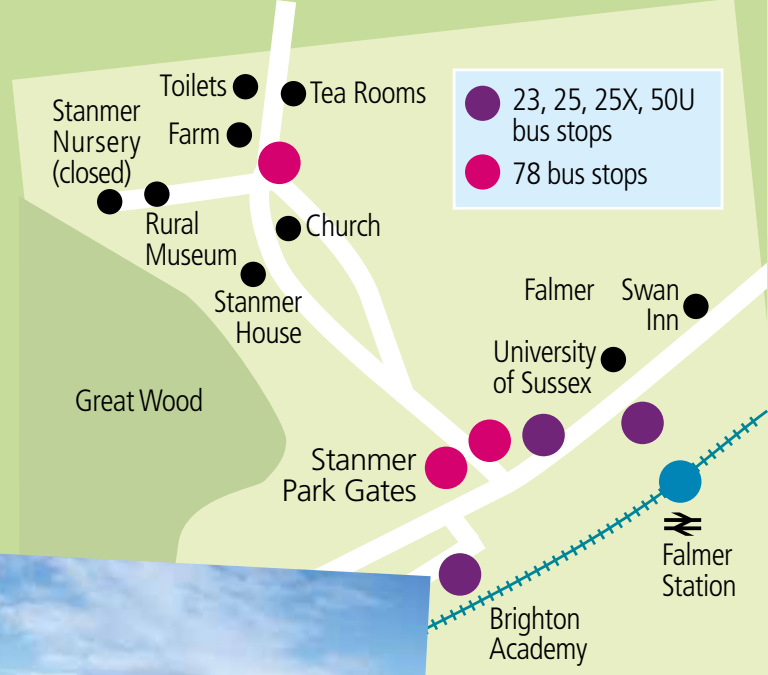 Toilets
Tea Rooms
Stanmer
Nursery
(closed)
Farm
23, 25, 25X, 50U
bus stops
78 bus stops
Rural
Museum
Church
Stanmer
House
Falmer
Swan
Inn
University
of Sussex
Great Wood
Stanmer
Park Gates
Falmer
Station
Brighton
Academy